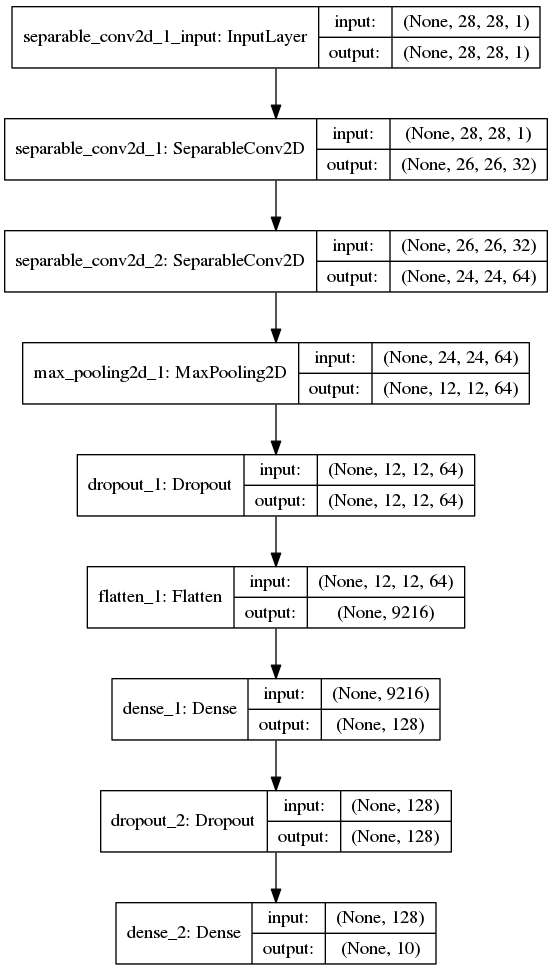 separable_conv2d_1_input: InputLayer
input: (None, 28, 28, 1)
output: (None, 28, 28, 1)
separable_conv2d_1: SeparableConv2D
input: (None, 28, 28, 1)
output: (None, 26, 26, 32)
separable_conv2d_2: SeparableConv2D
input: (None, 26, 26, 32)
output: (None, 24, 24, 64)
max_pooling2d_1: MaxPooling2D
input: (None, 24, 24, 64)
output: (None, 12, 12, 64)
dropout_1: Dropout
input: (None, 12, 12, 64)
output: (None, 12, 12, 64)
flatten_1: Flatten
input: (None, 12, 12, 64)
output: (None, 9216)
dense_1: Dense
input: (None, 9216)
output: (None, 128)
dropout_2: Dropout
input: (None, 128)
output: (None, 128)
dense_2: Dense
input: (None, 128)
output: (None, 10)